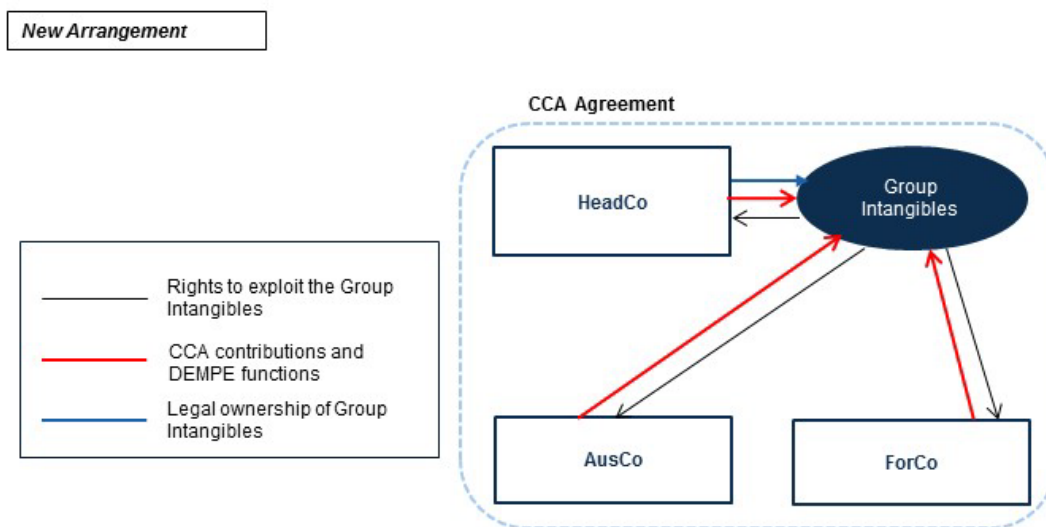 New Arrangement
CCA Agreement
HeadCo
Group
Intangibles
Rights to exploit the Group
Intangibles
CCA contributions and
DEMPE functions
Legal ownership of Group
Intangibles
AusCo
ForCo